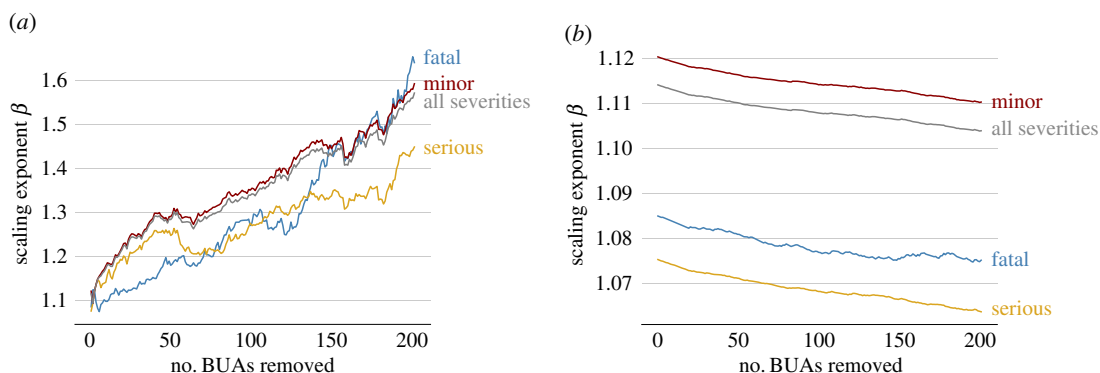 (a)
scaling exponent β
1.6
1.5
1.4
1.3
1.2
1.1
fatal
minor
all severities
serious
0 50 100 150 200
no. BUAs removed
(b)
scaling exponent β
1.12
1.11
1.10
1.09
1.08
1.07
minor
all severities
fatal
serious
0 50 100 150 200
no. BUAs removed